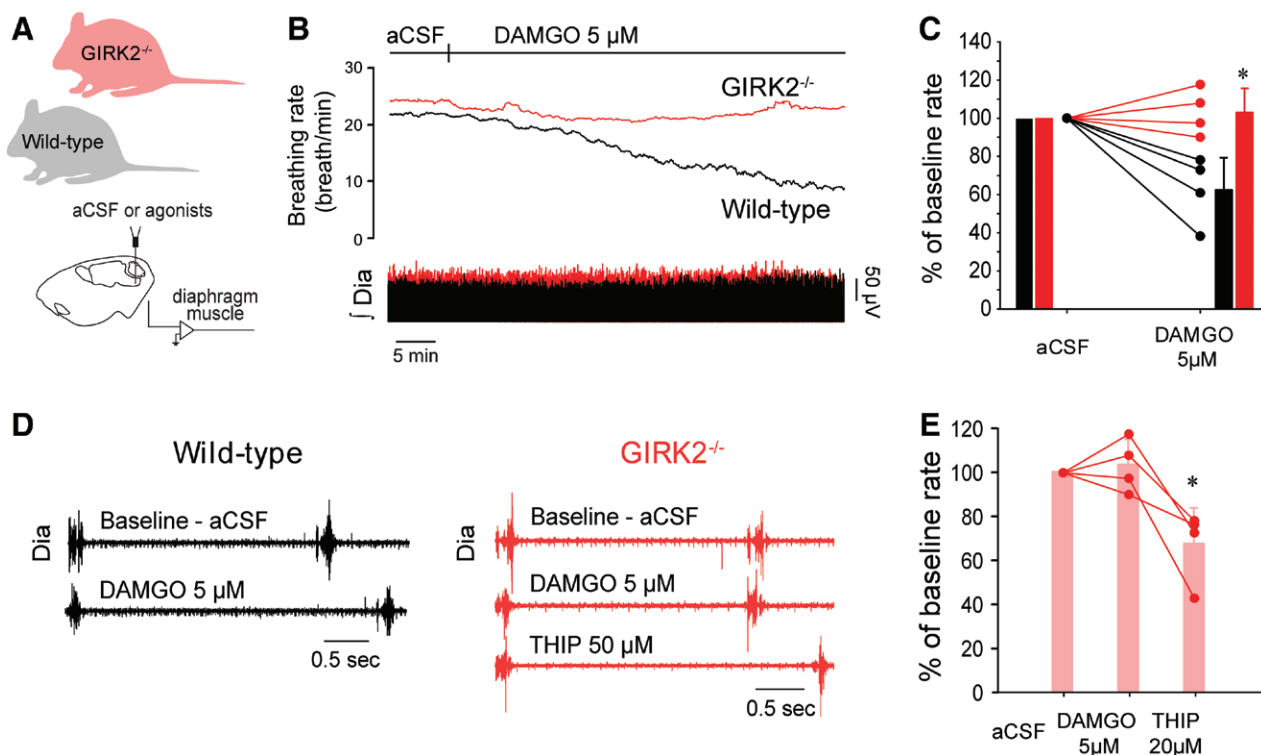 A
GIRK2-/-
Wild-type
aCSF or agonists
diaphragm
muscle
B
aCSF
DAMGO 5 µM
30
20
10
0
Breathing rate
(breath/min)
GIRK2-/-
Wild-type
∫ Dia
50 µV
5 min
C
140
120
100
80
60
40
20
0
% of baseline rate
*
aCSF
DAMGO
5µM
D
Wild-type
Dia
Baseline - aCSF
DAMGO 5 µM
0.5 sec
GIRK2-/-
Dia
Baseline - aCSF
DAMGO 5 µM
THIP 50 µM
0.5 sec
E
120
100
80
60
40
20
0
% of baseline rate
*
aCSF
DAMGO
5µM
THIP
20µM